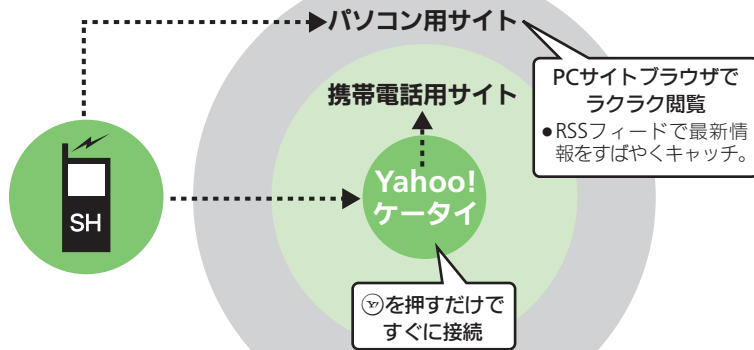 パソコン用サイト
PCサイトブラウザで
ラクラク閲覧
●RSSフィードで最新情
報をすばやくキャッチ。
携帯電話用サイト
Yahoo!
ケータイ
SH
Y!を押すだけで
すぐに接続